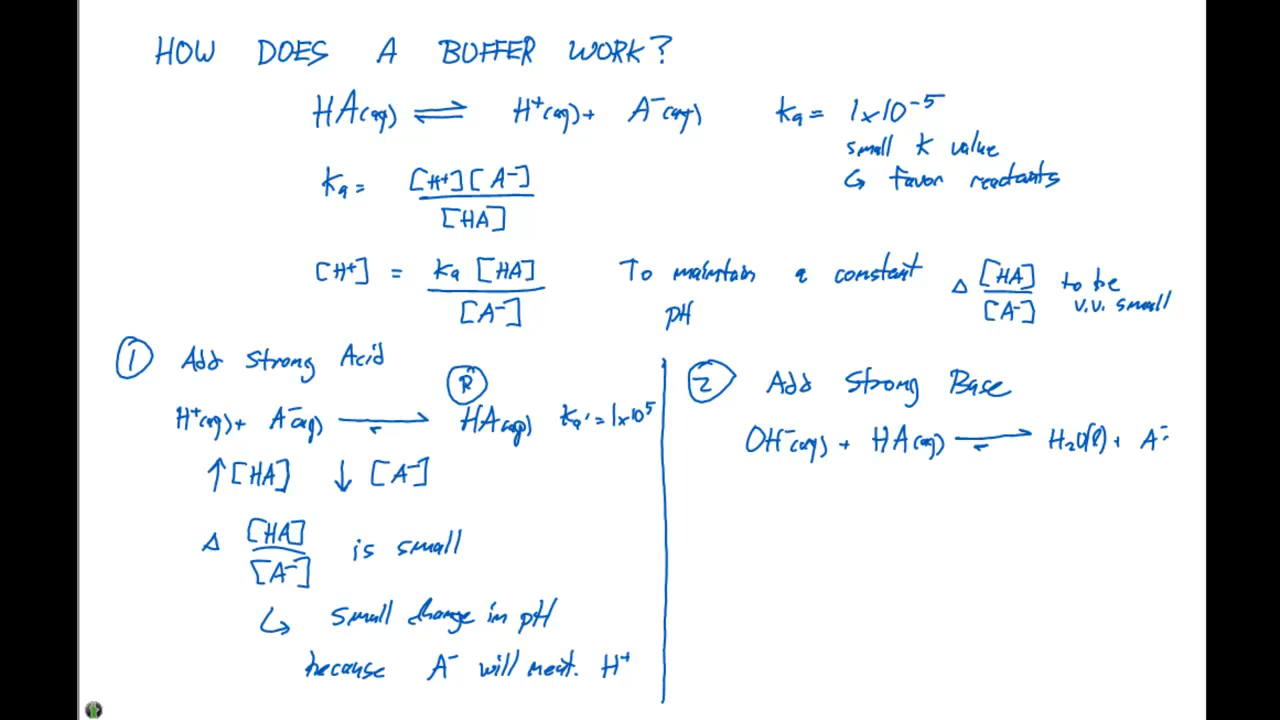 HOW DOES A BUFFER WORK?
HA(aq) ⇌ H⁺(aq) + A⁻(aq) Ka = 1x10⁻⁵
small K value
↳ favor reactants
Ka = [H⁺][A⁻] / [HA]
[H⁺] = Ka [HA] / [A⁻] To maintain a constant pH Δ [HA] / [A⁻] to be v.v. small
① Add Strong Acid
Ⓡ
H⁺(aq) + A⁻(aq) ⇌ HA(aq) Ka' = 1x10⁵
↑[HA] ↓[A⁻]
Δ [HA] / [A⁻] is small
↳ small change in pH
because A⁻ will neut. H⁺
② Add Strong Base
OH⁻(aq) + HA(aq) ⇌ H₂O(l) + A⁻